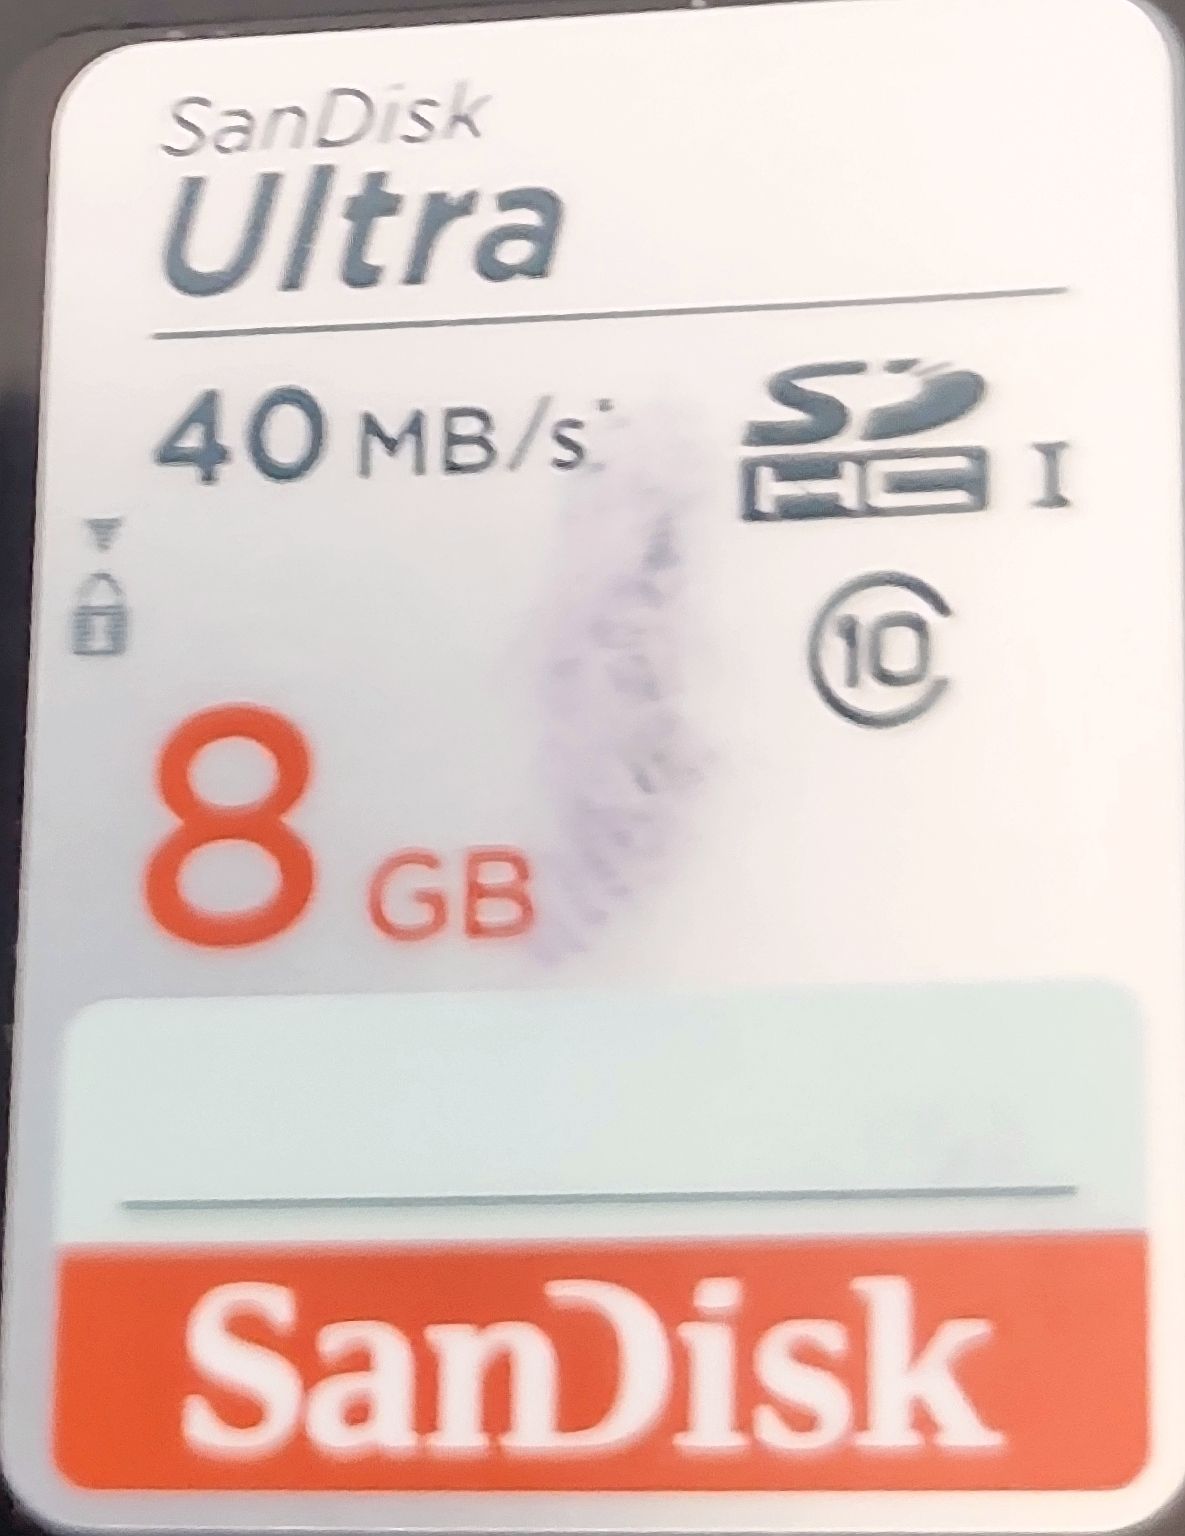 SanDisk
Ultra
40 MB/s*
SD
HC I
10
8 GB
SanDisk